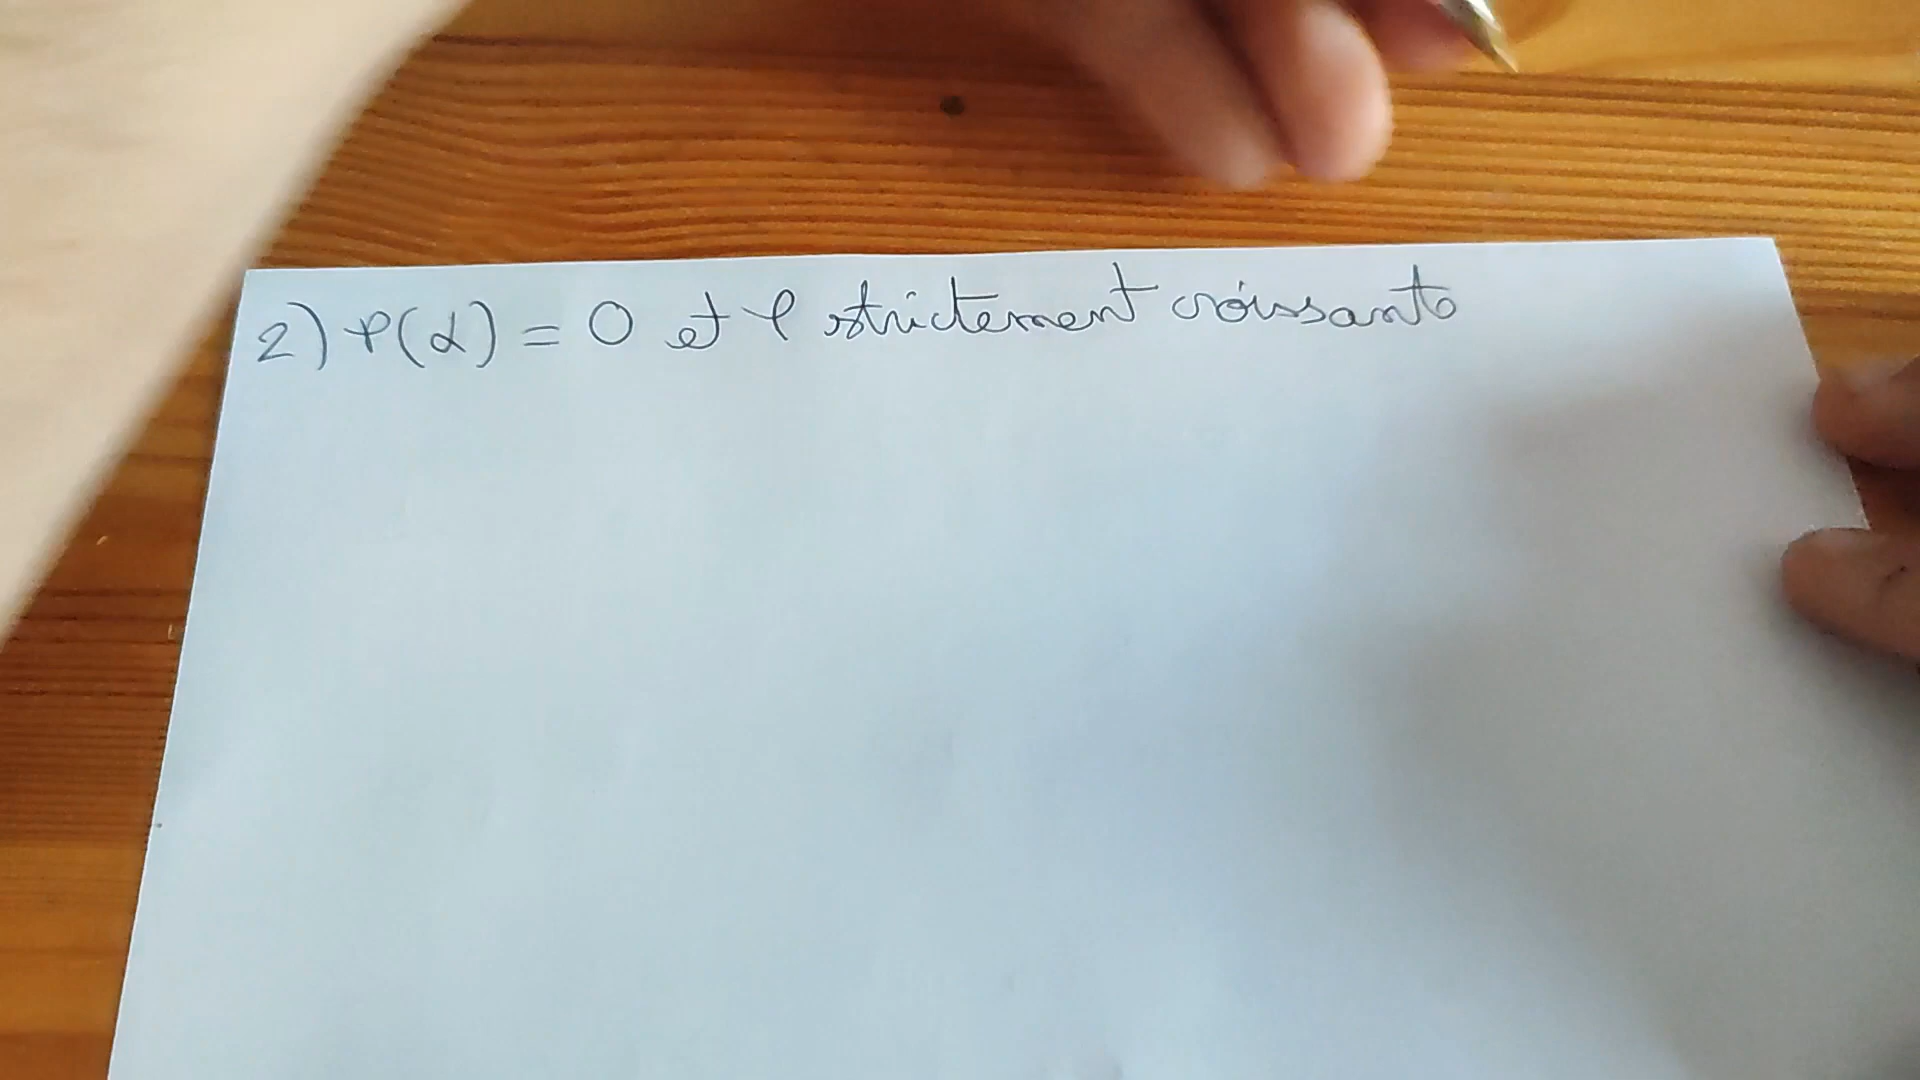 2) φ(α) = 0 et φ strictement croissante